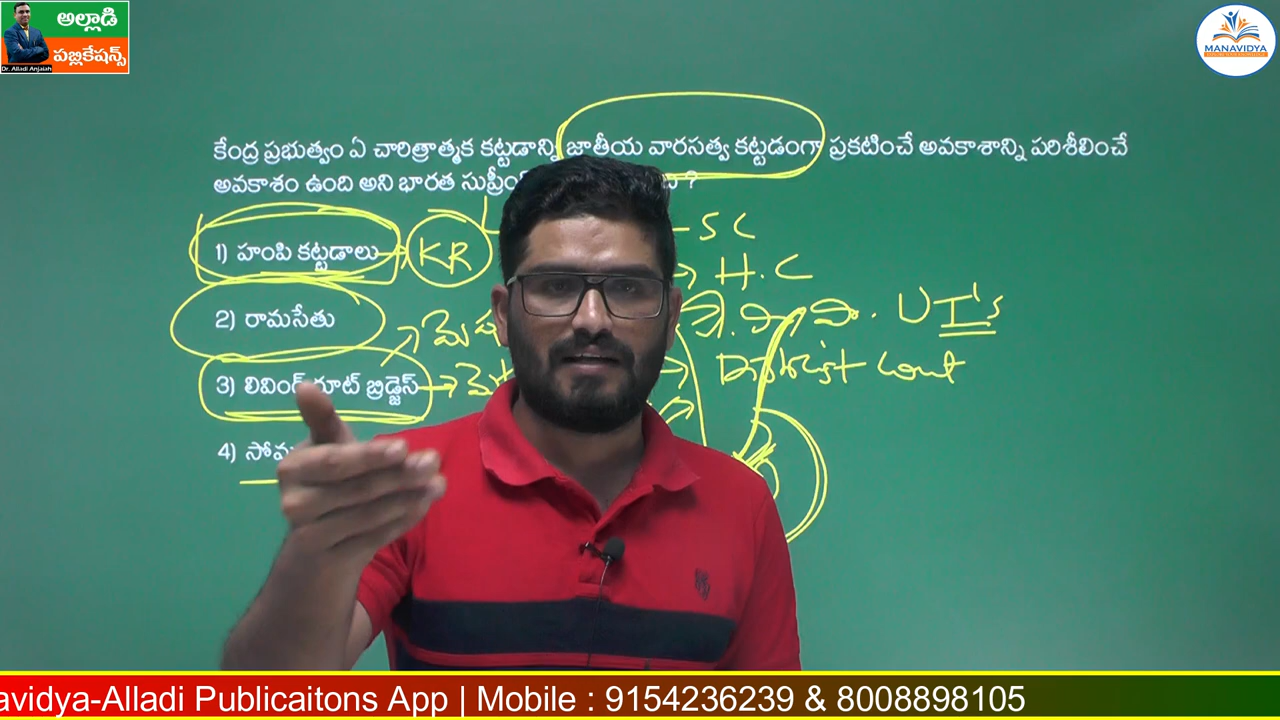 అల్లాడి
పబ్లికేషన్స్
Dr. Alladi Anjaiah
MANAVIDYA
కేంద్ర ప్రభుత్వం ఏ చారిత్రాత్మక కట్టడాన్ని జాతీయ వారసత్వ కట్టడంగా ప్రకటించే అవకాశాన్ని పరిశీలించే
అవకాశం ఉంది అని భారత ?
SC
1) హంపి కట్టడాలు KR
H.C
2) రామసేతు
UI's
3) లివింగ్ రూట్ బ్రిడ్జెస్
District Court
4)
avidya-Alladi Publicaitons App | Mobile : 9154236239 & 8008898105